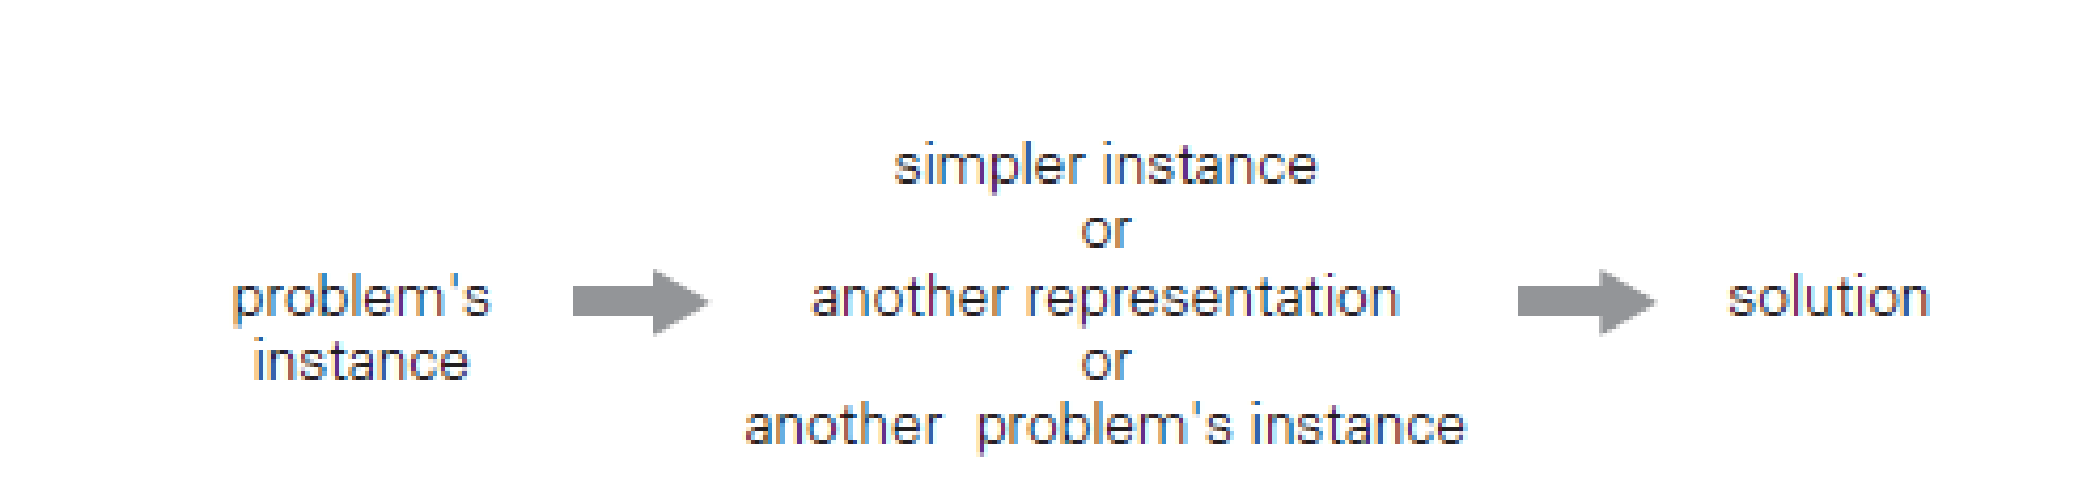 simpler instance
or
problem's
another representation
solution
instance
or
another problem's instance